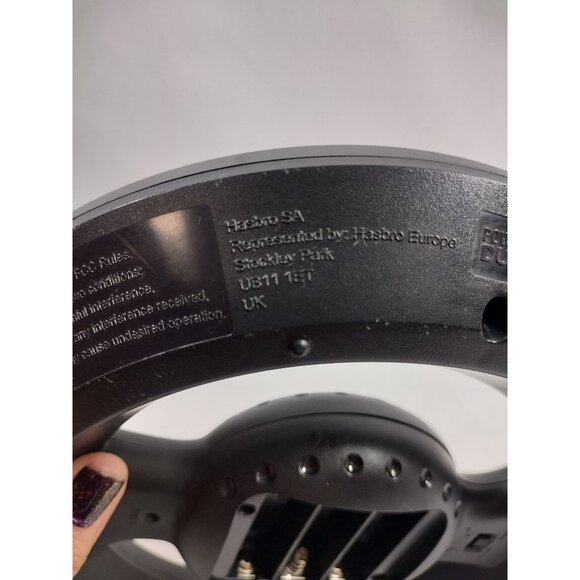 FCC Rules.
conditions:
interference.
any interference received,
cause undesired operation.
Hasbro SA
Represented by: Hasbro Europe
Stockley Park
UB11 1ET
UK
DU